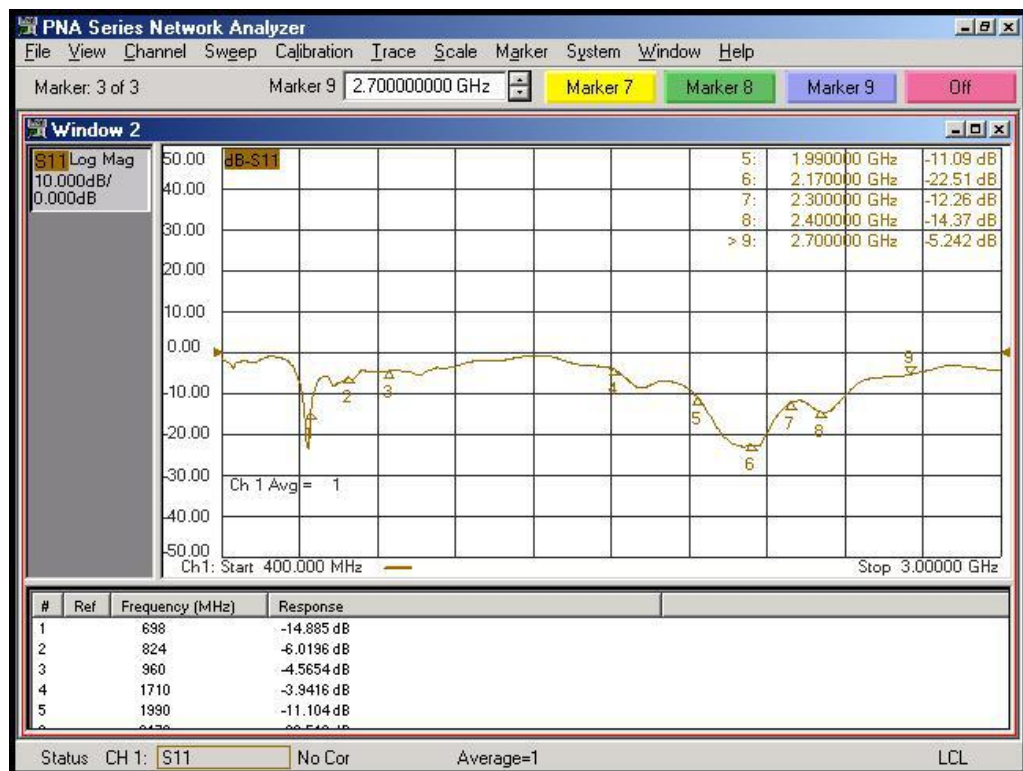 PNA Series Network Analyzer
File View Channel Sweep Calibration Trace Scale Marker System Window Help
Marker: 3 of 3 Marker 9 2.700000000 GHz Marker 7 Marker 8 Marker 9 Off
Window 2
S11 Log Mag
10.000dB/
0.000dB
dB-S11
50.00
40.00
30.00
20.00
10.00
0.00
-10.00
-20.00
-30.00
-40.00
-50.00
5: 1.990000 GHz -11.09 dB
6: 2.170000 GHz -22.51 dB
7: 2.300000 GHz -12.26 dB
8: 2.400000 GHz -14.37 dB
> 9: 2.700000 GHz -5.242 dB
2
3
4
5
6
7
8
9
Ch 1 Avg = 1
Ch1: Start 400.000 MHz
Stop 3.00000 GHz
# Ref Frequency (MHz) Response
1 698 -14.885 dB
2 824 -6.0196 dB
3 960 -4.5654 dB
4 1710 -3.9416 dB
5 1990 -11.104 dB
Status CH 1: S11 No Cor Average=1 LCL